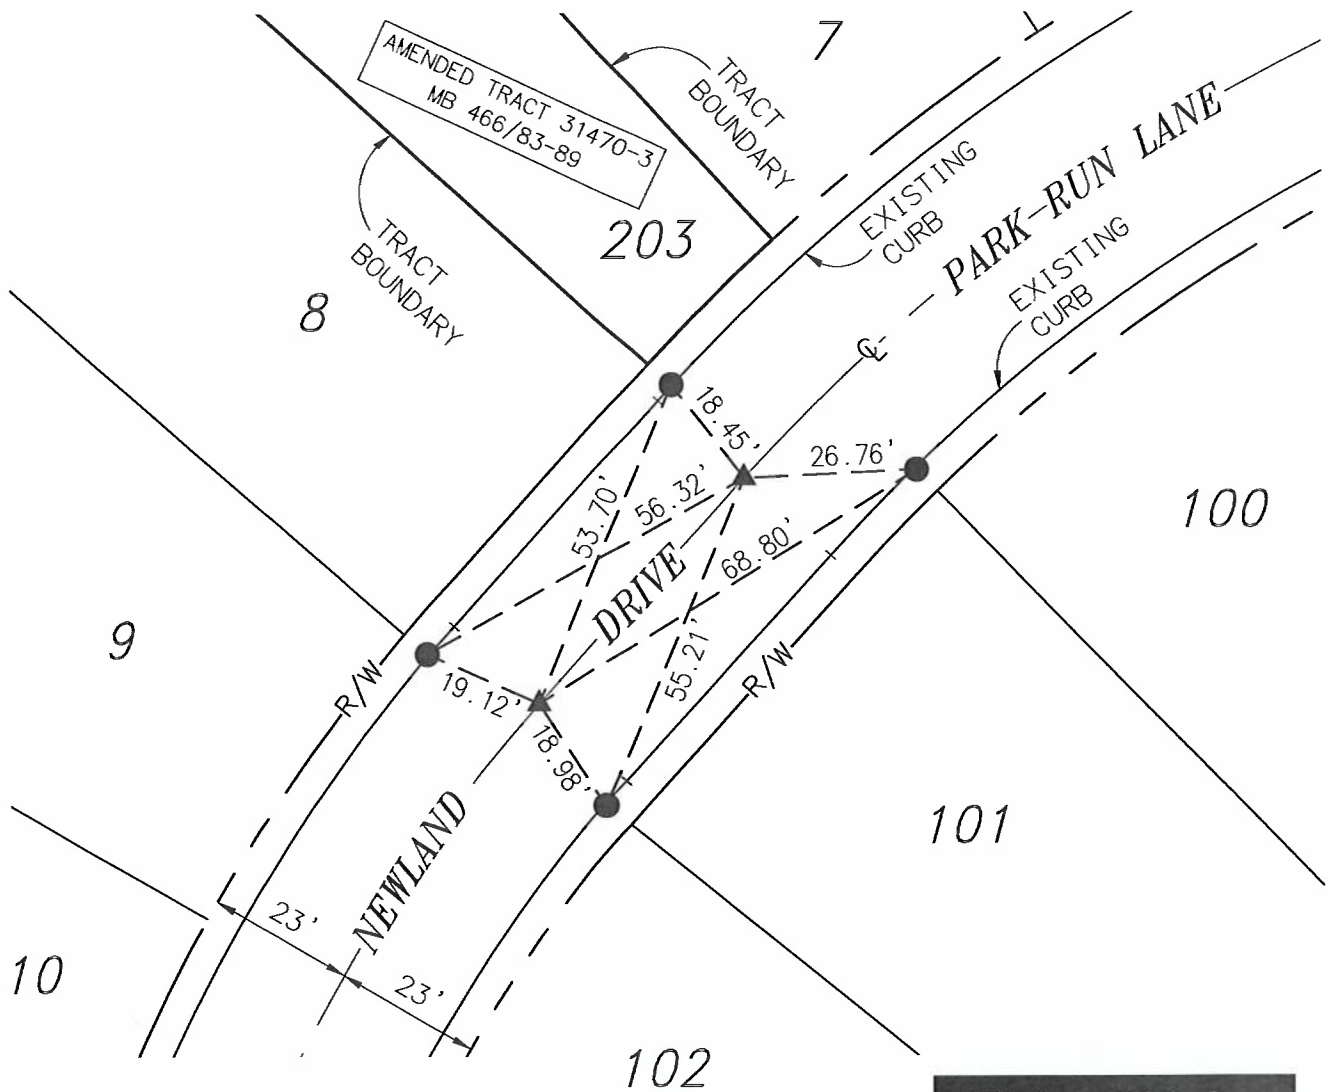 7
AMENDED TRACT 31470-3
MB 466/83-89
TRACT
BOUNDARY
203
TRACT
BOUNDARY
8
EXISTING
CURB
PARK-RUN LANE
EXISTING
CURB
℄
18.45'
26.76'
53.70'
56.32'
68.80'
100
DRIVE
9
55.21'
R/W
R/W
19.12'
18.98'
101
NEWLAND
23'
23'
10
102